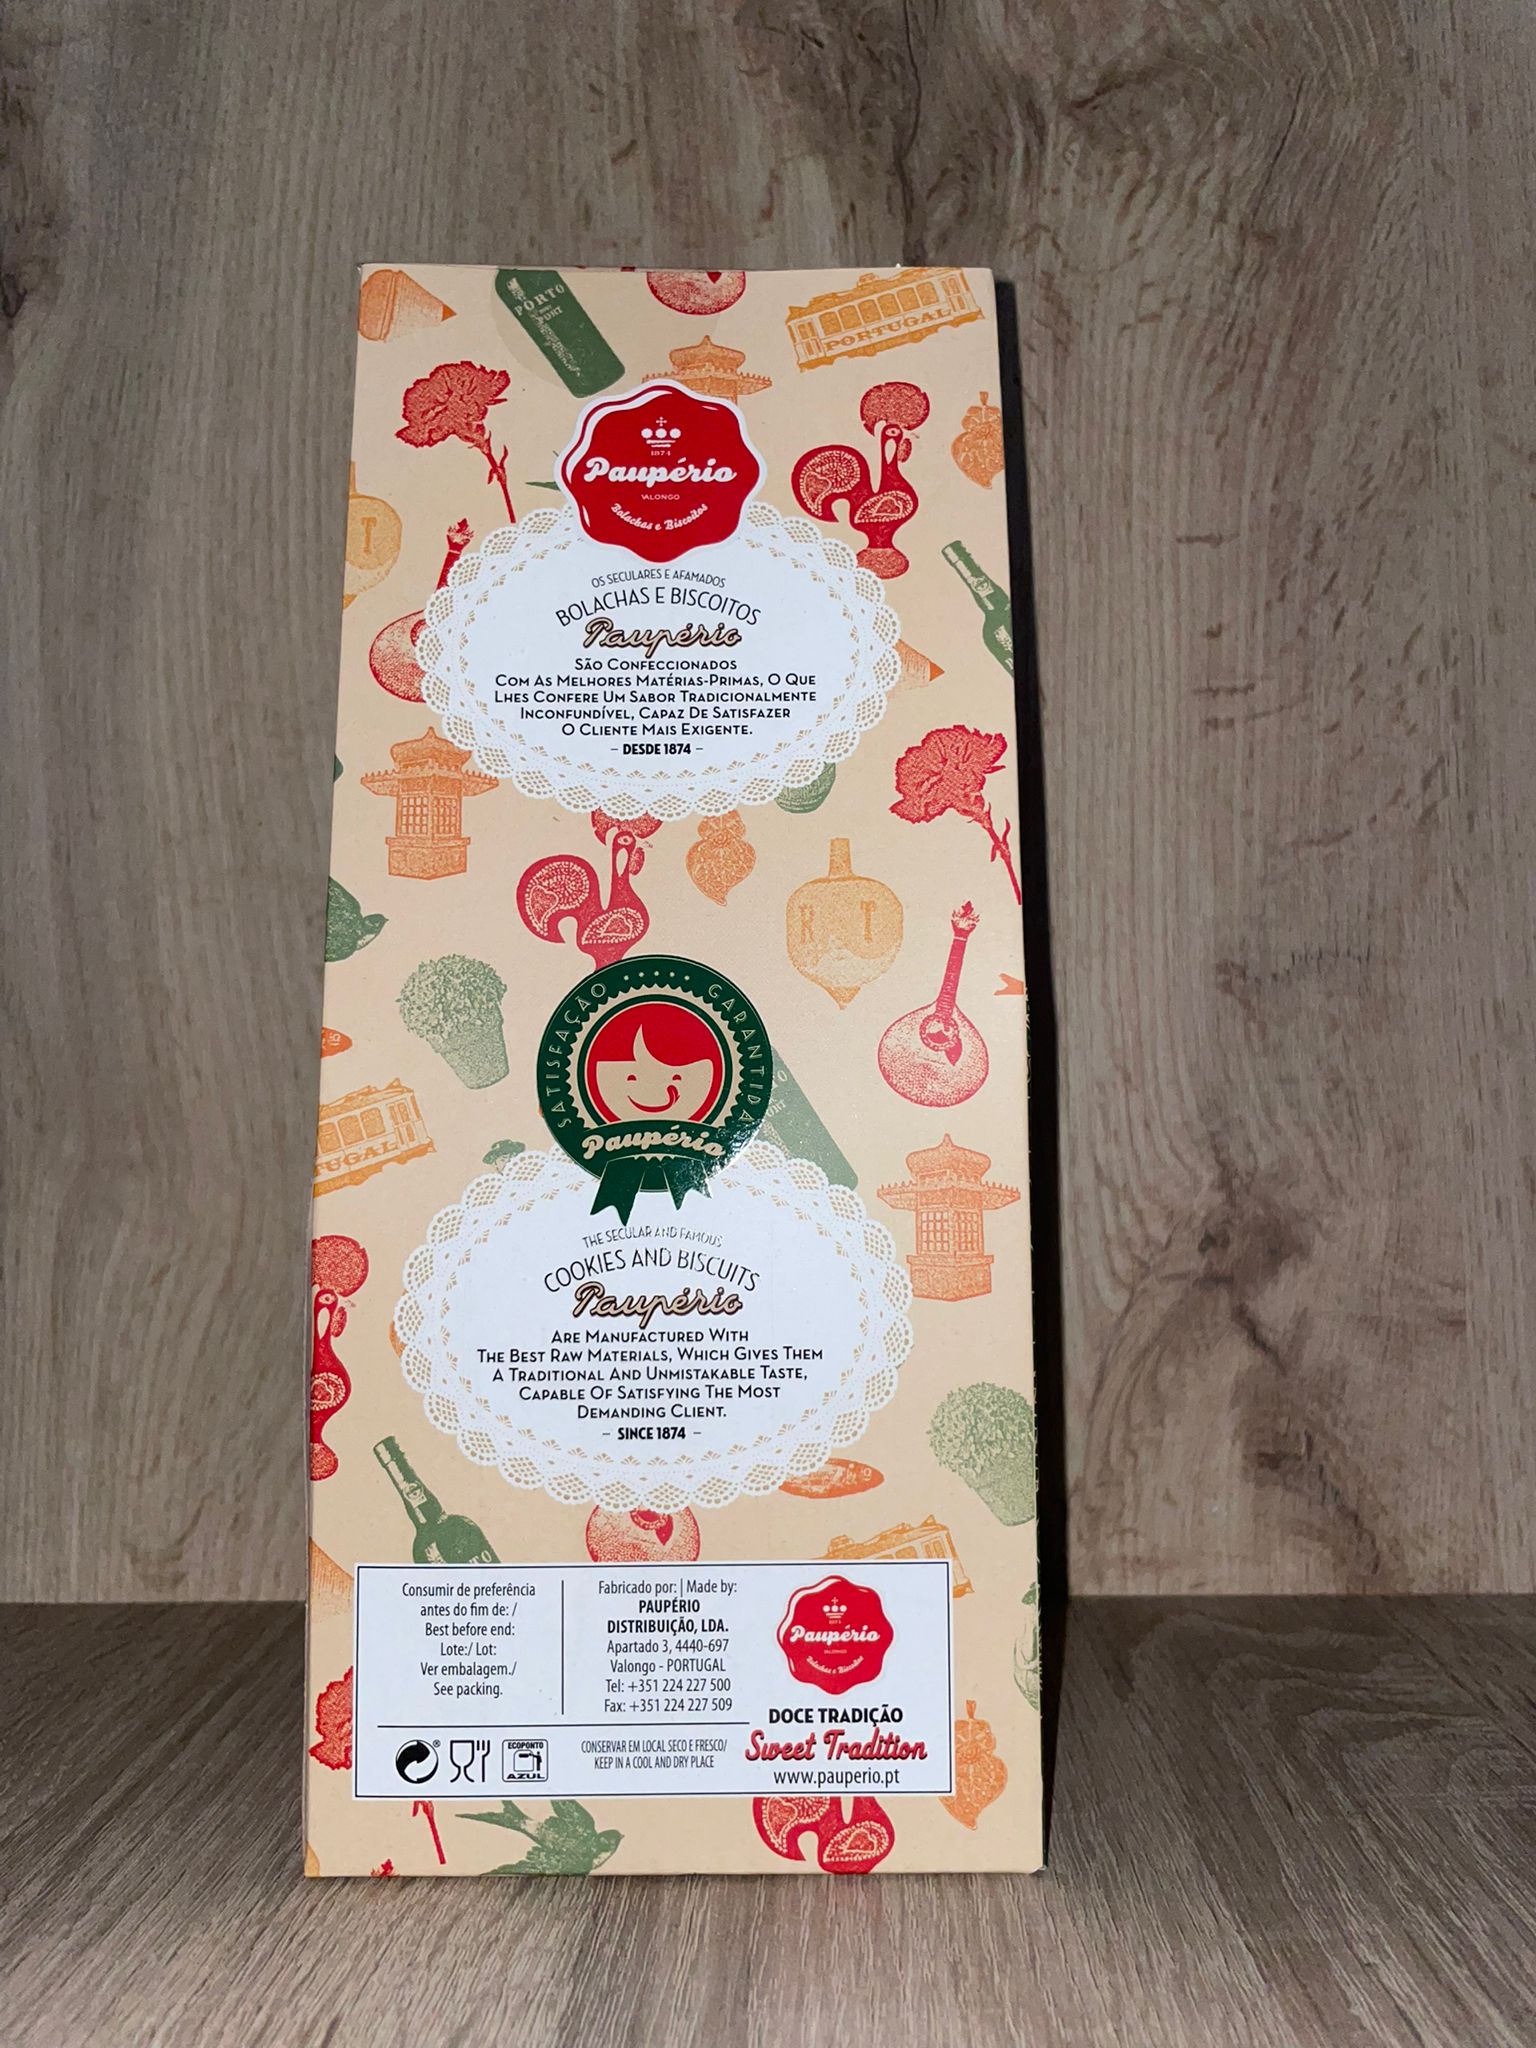 PORTO
PORT
PORTUGAL
1874
Paupério
VALONGO
Bolachas e Biscoitos
T
OS SECULARES E AFAMADOS
BOLACHAS E BISCOITOS
Paupério
SÃO CONFECCIONADOS
COM AS MELHORES MATÉRIAS-PRIMAS, O QUE
LHES CONFERE UM SABOR TRADICIONALMENTE
INCONFUNDÍVEL, CAPAZ DE SATISFAZER
O CLIENTE MAIS EXIGENTE.
- DESDE 1874 -
R T
SATISFAÇÃO ····· GARANTIDA
Paupério
TUGAL
THE SECULAR AND FAMOUS
COOKIES AND BISCUITS
Paupério
ARE MANUFACTURED WITH
THE BEST RAW MATERIALS, WHICH GIVES THEM
A TRADITIONAL AND UNMISTAKABLE TASTE,
CAPABLE OF SATISFYING THE MOST
DEMANDING CLIENT.
- SINCE 1874 -
Consumir de preferência
antes do fim de: /
Best before end:
Lote:/ Lot:
Ver embalagem./
See packing.
Fabricado por: | Made by:
PAUPÉRIO
DISTRIBUIÇÃO, LDA.
Apartado 3, 4440-697
Valongo - PORTUGAL
Tel: +351 224 227 500
Fax: +351 224 227 509
1874
Paupério
VALONGO
Bolachas e Biscoitos
DOCE TRADIÇÃO
Sweet Tradition
www.pauperio.pt
ECOPONTO
AZUL
CONSERVAR EM LOCAL SECO E FRESCO/
KEEP IN A COOL AND DRY PLACE